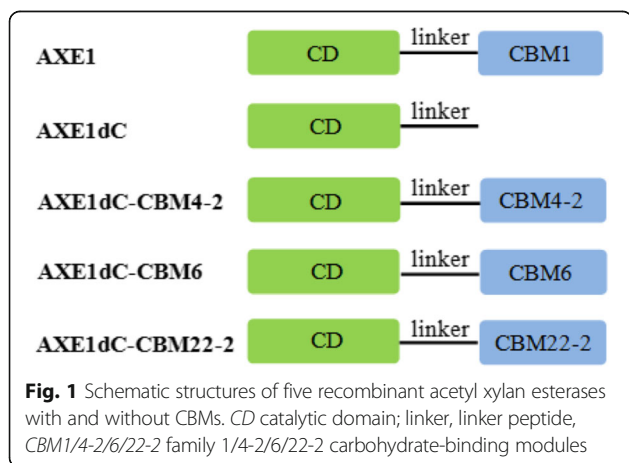 linker
AXE1 CD CBM1
linker
AXE1dC CD
linker
AXE1dC-CBM4-2 CD CBM4-2
linker
AXE1dC-CBM6 CD CBM6
linker
AXE1dC-CBM22-2 CD CBM22-2
Fig. 1 Schematic structures of five recombinant acetyl xylan esterases
with and without CBMs. CD catalytic domain; linker, linker peptide,
CBM1/4-2/6/22-2 family 1/4-2/6/22-2 carbohydrate-binding modules